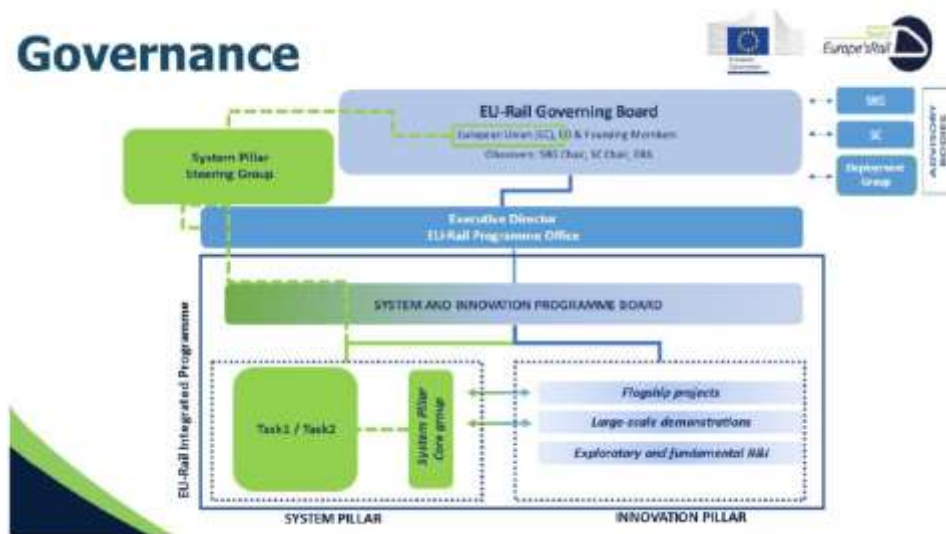 Governance
European
Commission
Europe'sRail
EU-Rail Governing Board
European Union (EC), ED & Founding Members
Observers: SRG Chair, SC Chair, ERA
System Pillar
Steering Group
SRG
SC
Deployment
Group
ADVISORY
BODIES
Executive Director
EU-Rail Programme Office
EU-Rail Integrated Programme
SYSTEM AND INNOVATION PROGRAMME BOARD
Task1 / Task2
System Pillar
Core group
Flagship projects
Large-scale demonstrations
Exploratory and fundamental R&I
SYSTEM PILLAR
INNOVATION PILLAR